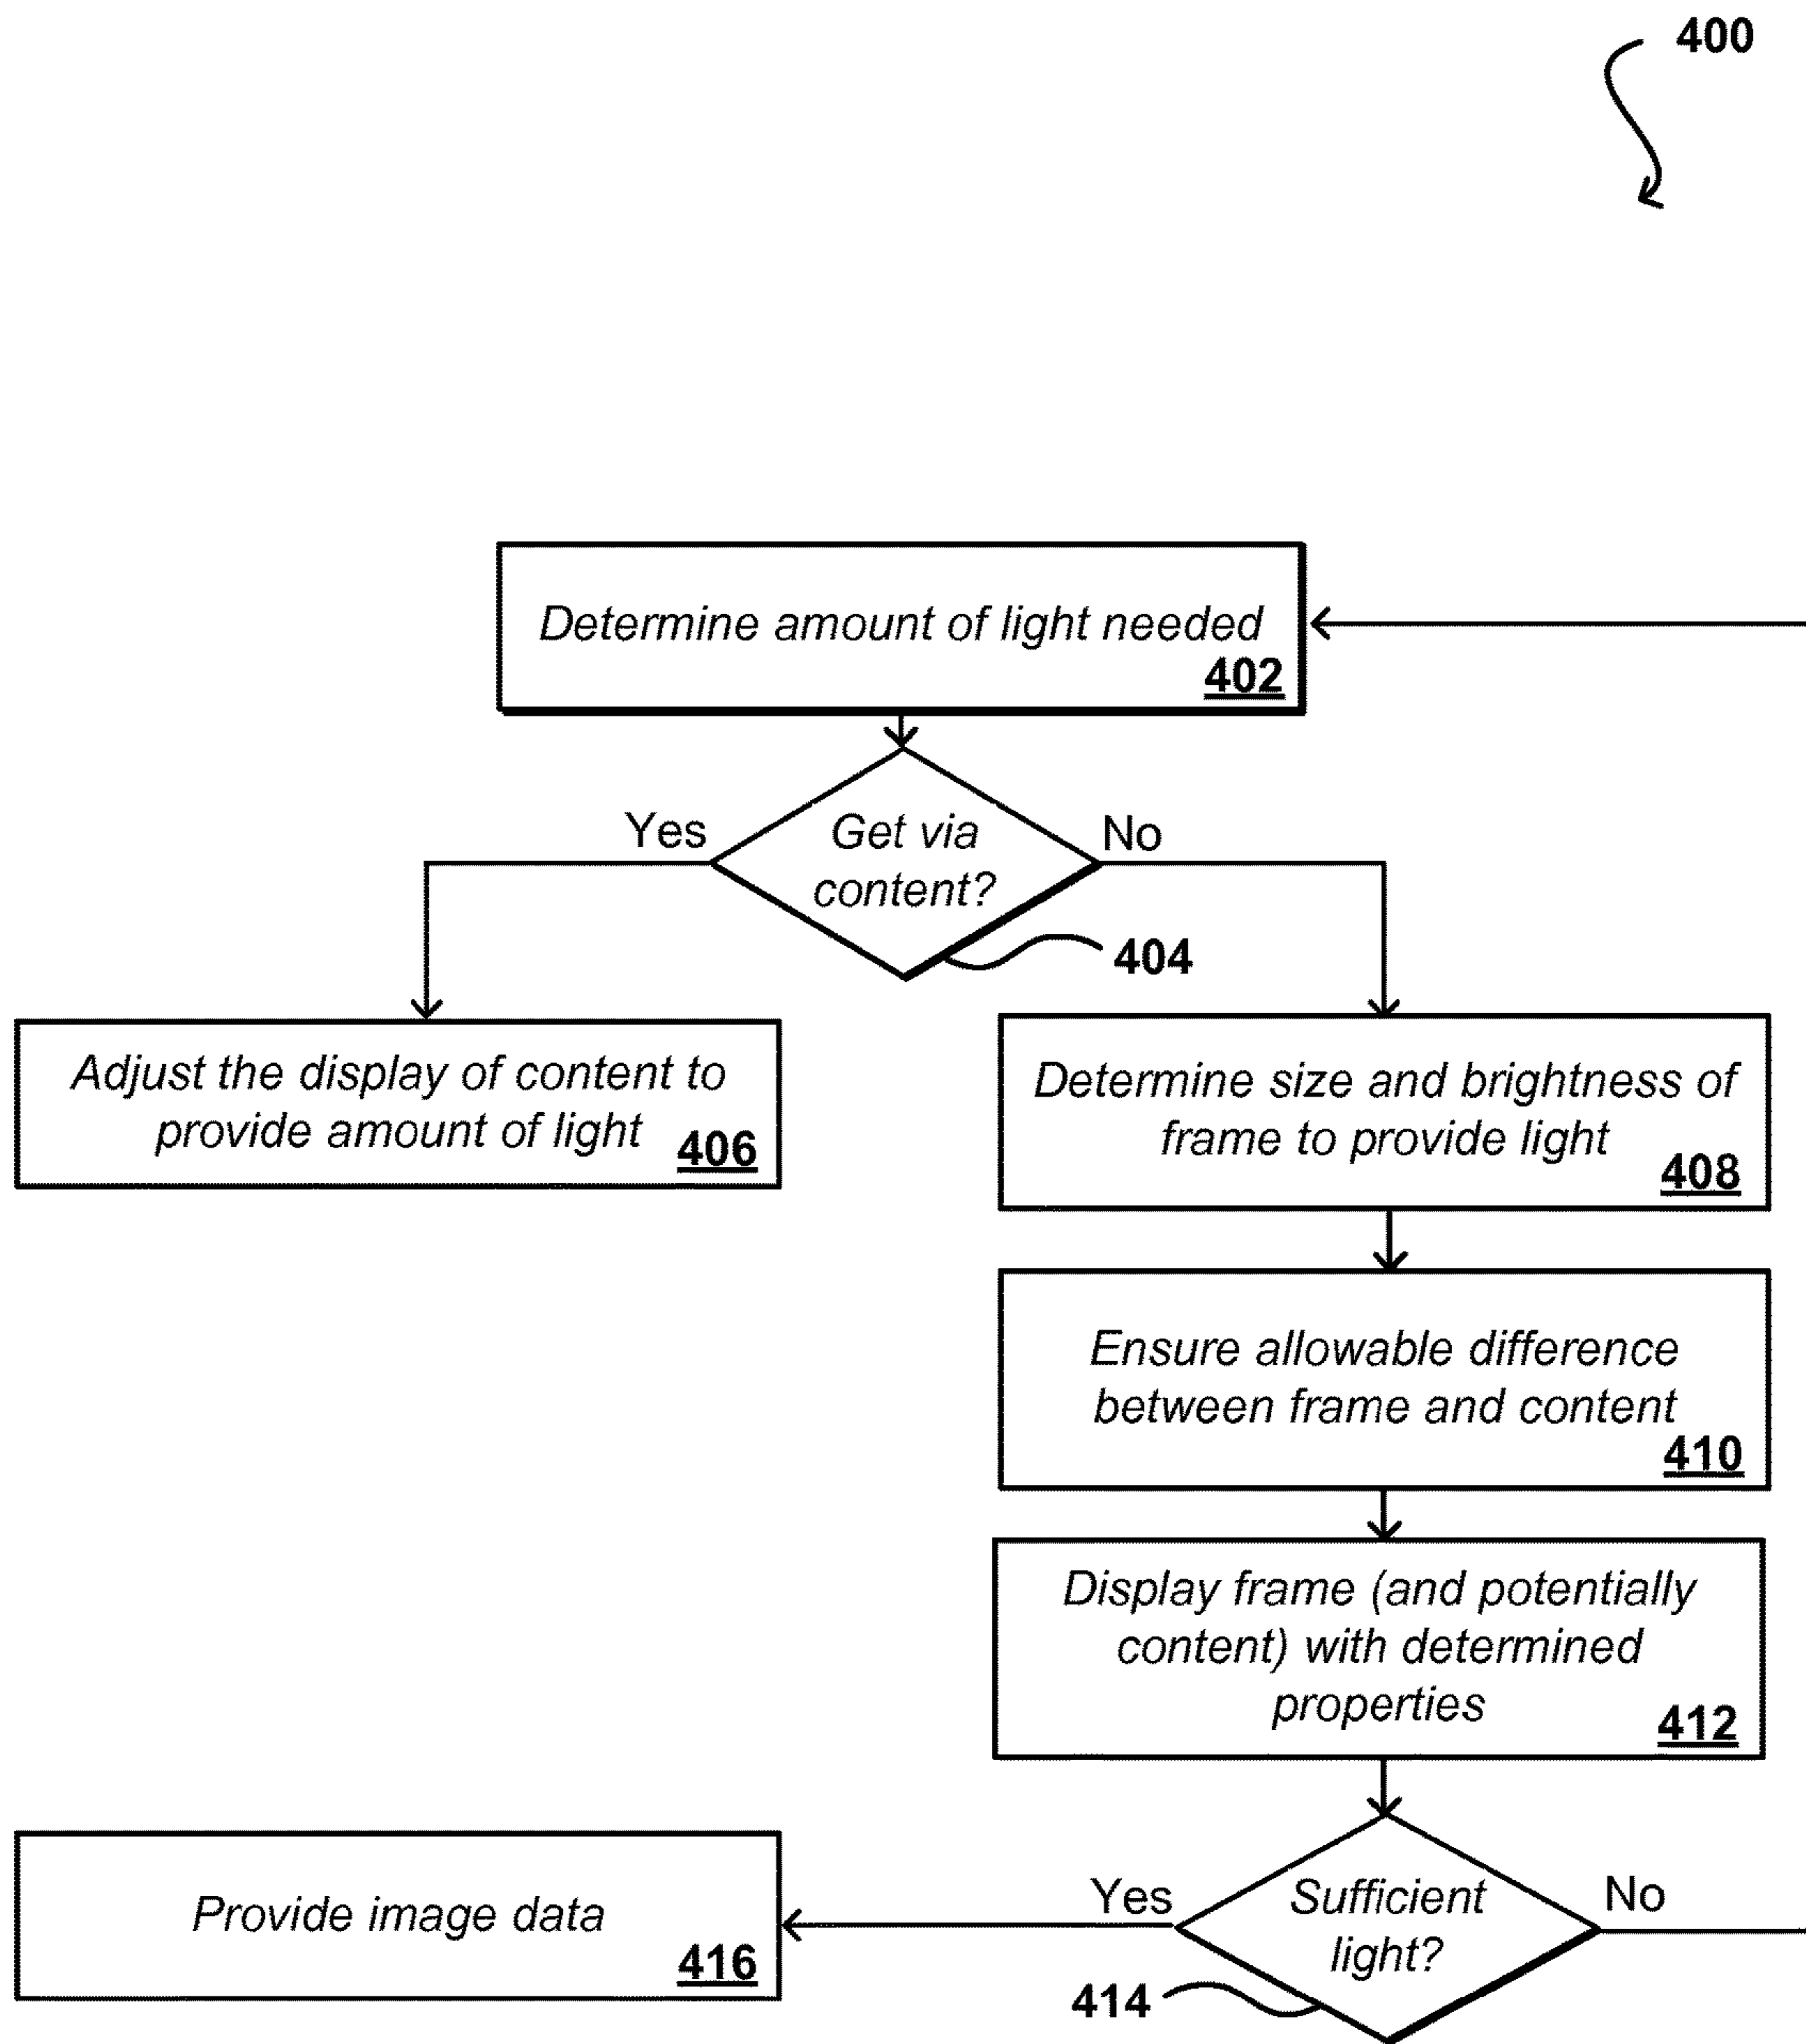 400
Determine amount of light needed
402
Yes
Get via
content?
No
404
Adjust the display of content to
provide amount of light
406
Determine size and brightness of
frame to provide light
408
Ensure allowable difference
between frame and content
410
Display frame (and potentially
content) with determined
properties
412
Yes
Sufficient
light?
No
414
Provide image data
416